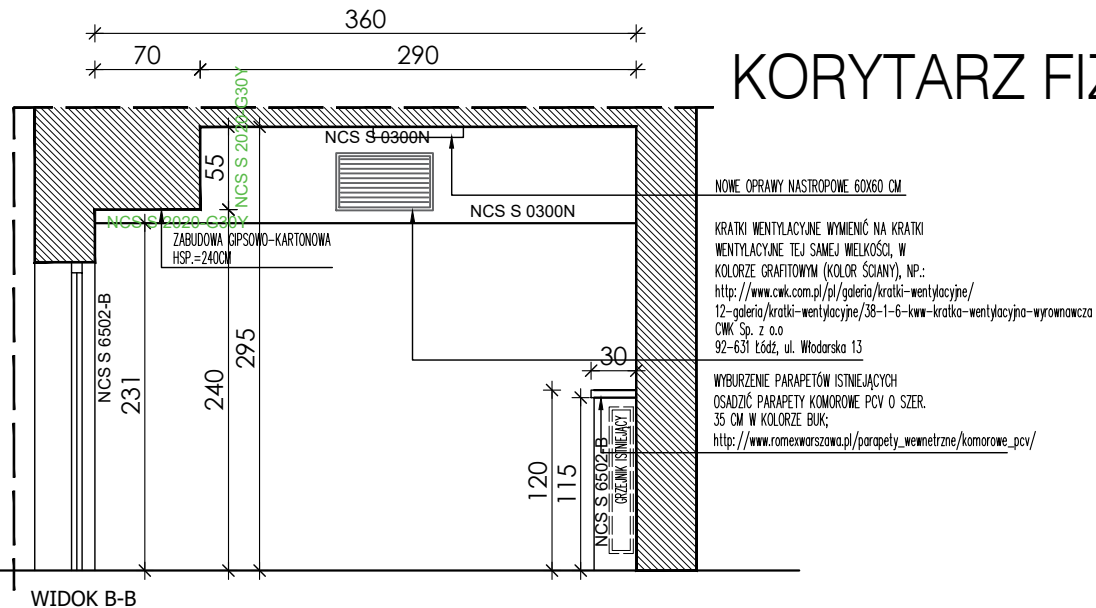 360
70
290
KORYTARZ FIZ
NCS S 2020-G30Y
55
NCS S 0300N
NOWE OPRAWY NASTROPOWE 60X60 CM
NCS S 0300N
NCS S 2020-G30Y
ZABUDOWA GIPSOWO-KARTONOWA
HSP.=240CM
KRATKI WENTYLACYJNE WYMIENIĆ NA KRATKI
WENTYLACYJNE TEJ SAMEJ WIELKOŚCI, W
KOLORZE GRAFITOWYM (KOLOR ŚCIANY), NP.:
http://www.cwk.com.pl/pl/galeria/kratki-wentylacyjne/
12-galeria/kratki-wentylacyjne/38-1-6-kww-kratka-wentylacyjna-wyrownawcza
CWK Sp. z o.o
92-631 Łódź, ul. Włodarska 13
NCS S 6502-B
231
240
295
30
WYBURZENIE PARAPETÓW ISTNIEJĄCYCH
OSADZIĆ PARAPETY KOMOROWE PCV O SZER.
35 CM W KOLORZE BUK;
http://www.romexwarszawa.pl/parapety_wewnetrzne/komorowe_pcv/
120
115
NCS S 6502-B
GRZEJNIK ISTNIEJĄCY
WIDOK B-B